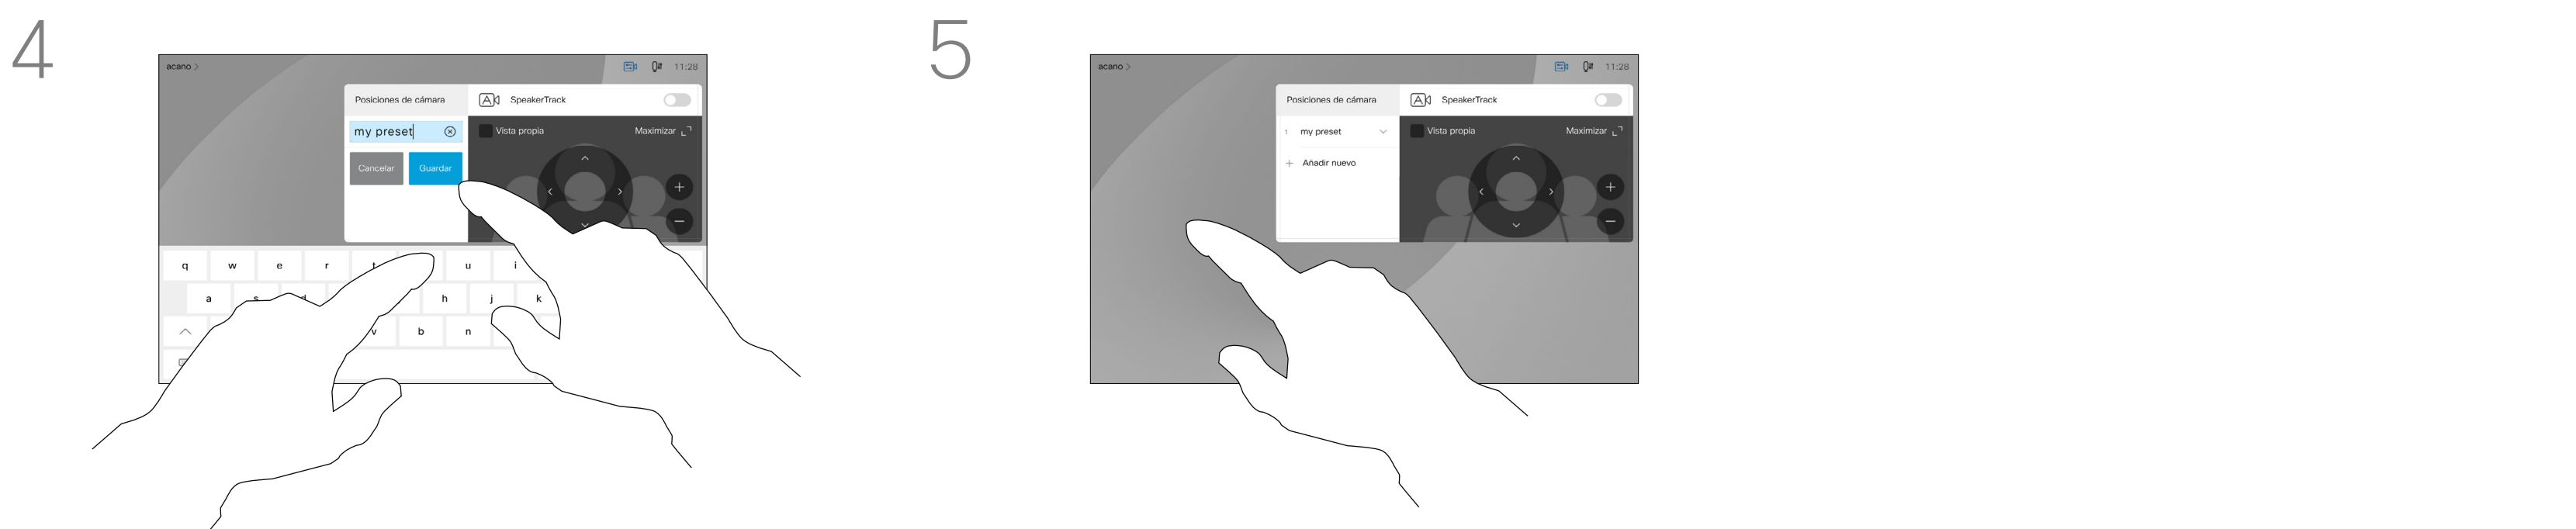 4
acano
11:28
Posiciones de cámara
SpeakerTrack
my preset
Vista propia
Maximizar
Cancelar
Guardar
q w e r t u i
a s d h j k
v b n
5
acano
11:28
Posiciones de cámara
SpeakerTrack
1 my preset
Vista propia
Maximizar
+ Añadir nuevo